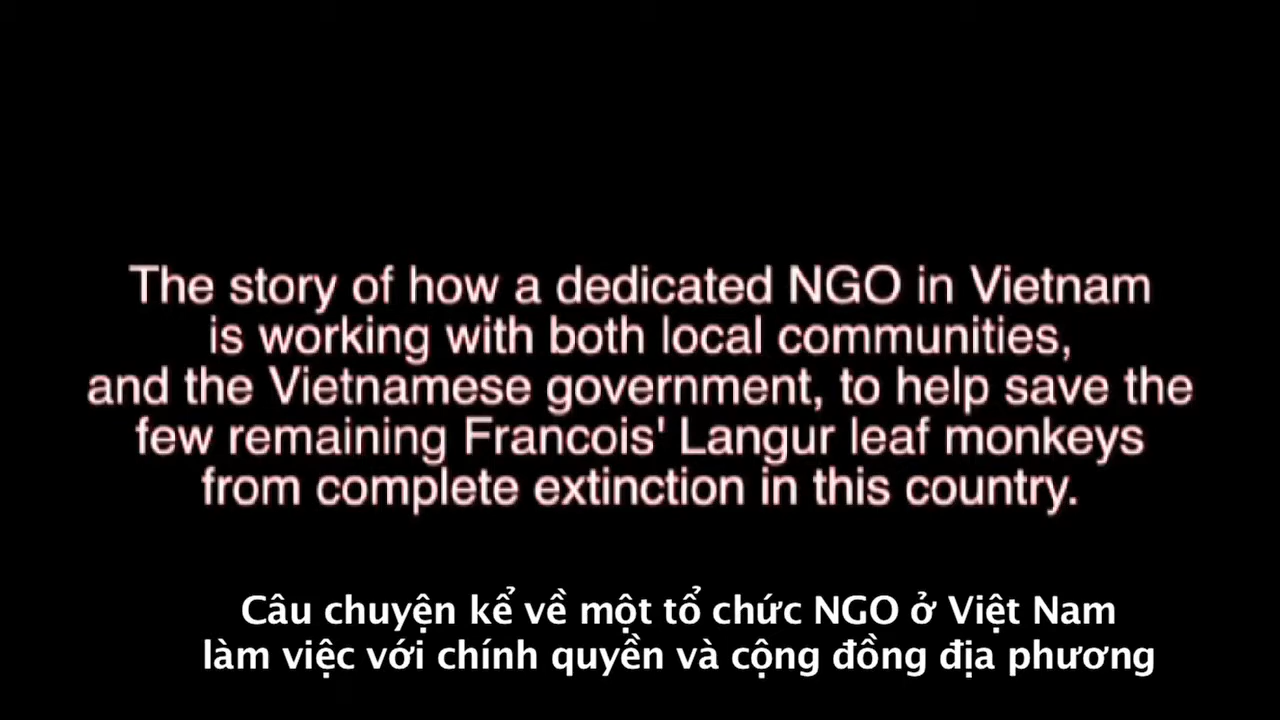 The story of how a dedicated NGO in Vietnam
is working with both local communities,
and the Vietnamese government, to help save the
few remaining Francois' Langur leaf monkeys
from complete extinction in this country.
Câu chuyện kể về một tổ chức NGO ở Việt Nam
làm việc với chính quyền và cộng đồng địa phương